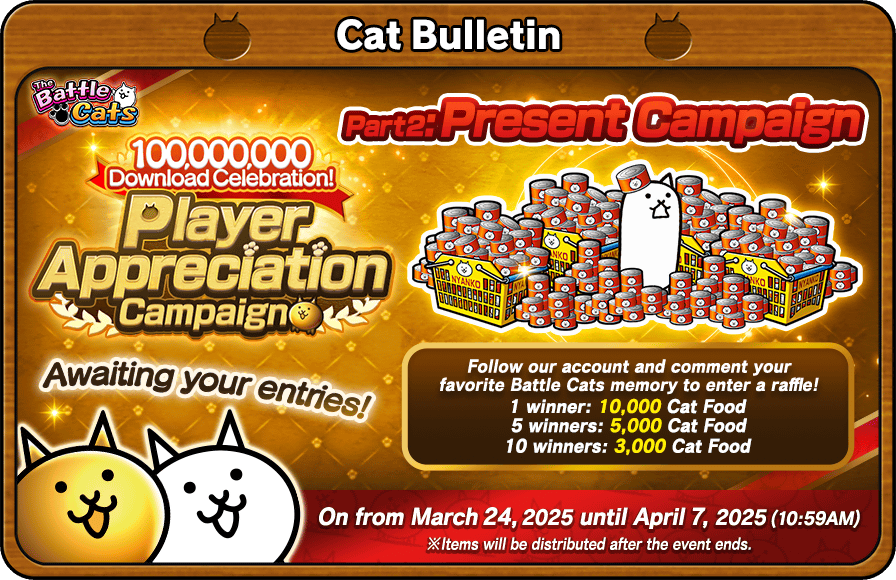 Cat Bulletin
The
Battle
Cats
Part2: Present Campaign
100,000,000
Download Celebration!
Player
Appreciation
Campaign
NYANKO
NYANKO
NYA
Awaiting your entries!
Follow our account and comment your
favorite Battle Cats memory to enter a raffle!
1 winner: 10,000 Cat Food
5 winners: 5,000 Cat Food
10 winners: 3,000 Cat Food
On from March 24, 2025 until April 7, 2025 (10:59AM)
※Items will be distributed after the event ends.